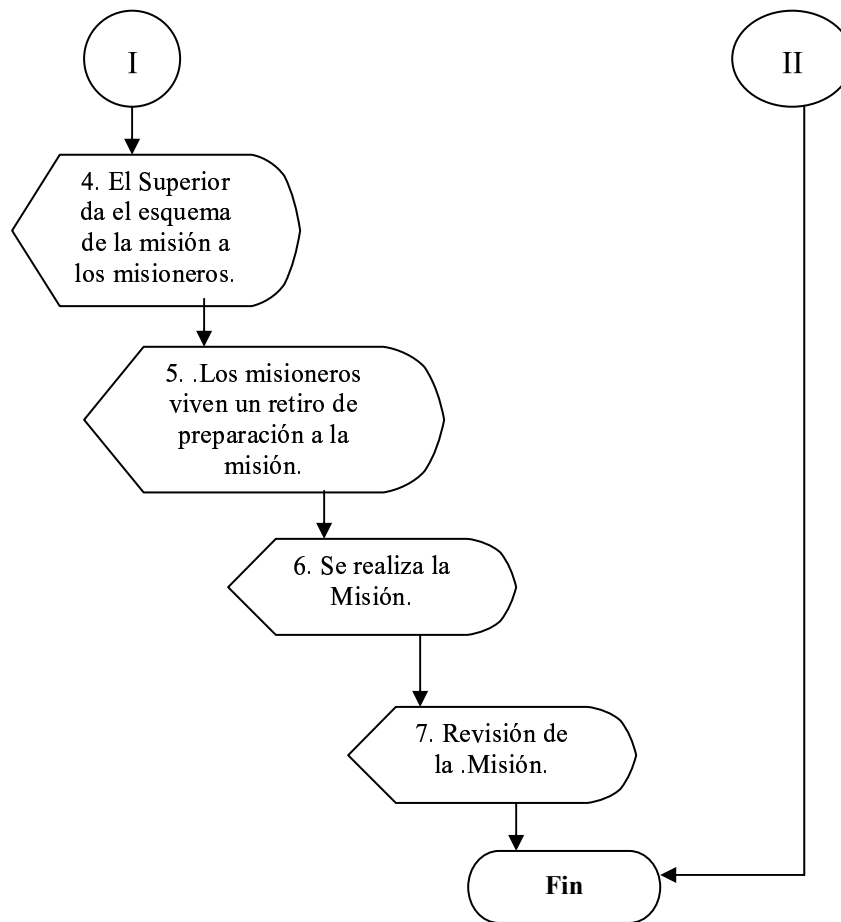 I
II
4. El Superior
da el esquema
de la misión a
los misioneros.
5. .Los misioneros
viven un retiro de
preparación a la
misión.
6. Se realiza la
Misión.
7. Revisión de
la .Misión.
Fin